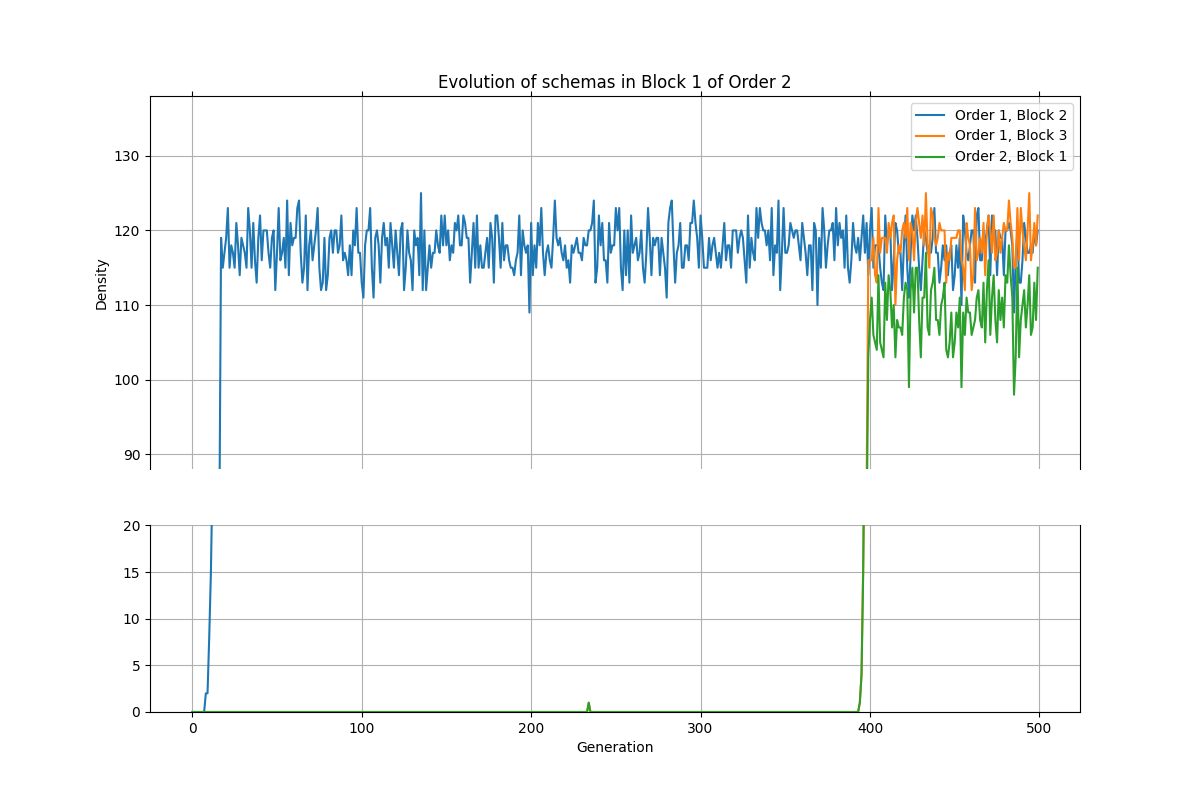 Evolution of schemas in Block 1 of Order 2
Order 1, Block 2
Order 1, Block 3
Order 2, Block 1
130
120
110
100
90
Density
20
15
10
5
0
0 100 200 300 400 500
Generation